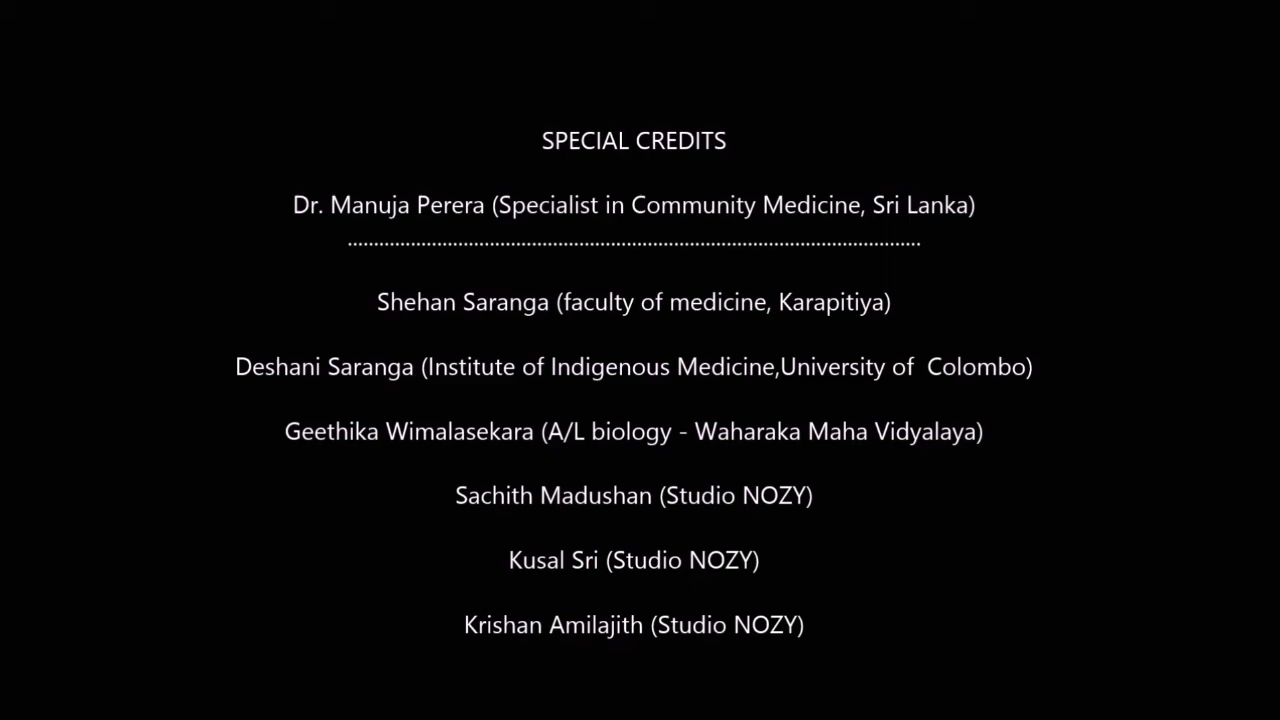 SPECIAL CREDITS
Dr. Manuja Perera (Specialist in Community Medicine, Sri Lanka)
..............................................................................................................
Shehan Saranga (faculty of medicine, Karapitiya)
Deshani Saranga (Institute of Indigenous Medicine,University of  Colombo)
Geethika Wimalasekara (A/L biology - Waharaka Maha Vidyalaya)
Sachith Madushan (Studio NOZY)
Kusal Sri (Studio NOZY)
Krishan Amilajith (Studio NOZY)